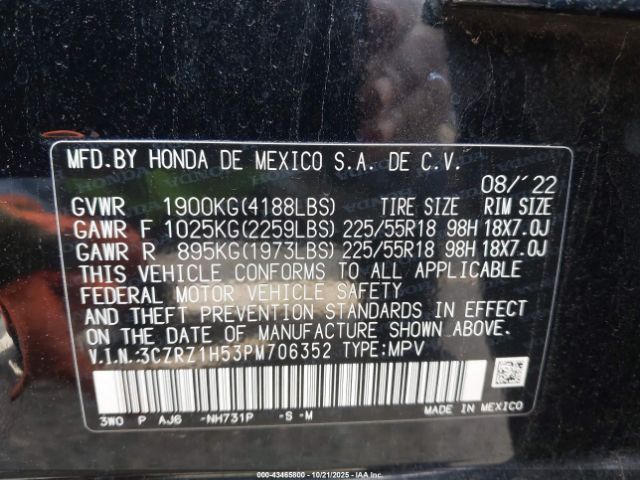 MFD.BY HONDA DE MEXICO S.A. DE C.V.
08/'22
GVWR 1900KG(4188LBS) TIRE SIZE RIM SIZE
GAWR F 1025KG(2259LBS) 225/55R18 98H 18X7.0J
GAWR R 895KG(1973LBS) 225/55R18 98H 18X7.0J
THIS VEHICLE CONFORMS TO ALL APPLICABLE
FEDERAL MOTOR VEHICLE SAFETY
AND THEFT PREVENTION STANDARDS IN EFFECT
ON THE DATE OF MANUFACTURE SHOWN ABOVE.
V.I.N.:3CZRZ1H53PM706352 TYPE:MPV
3W0 P AJ6 -NH731P -S -M MADE IN MEXICO
000-43465800 - 10/21/2025 - IAAI.COM